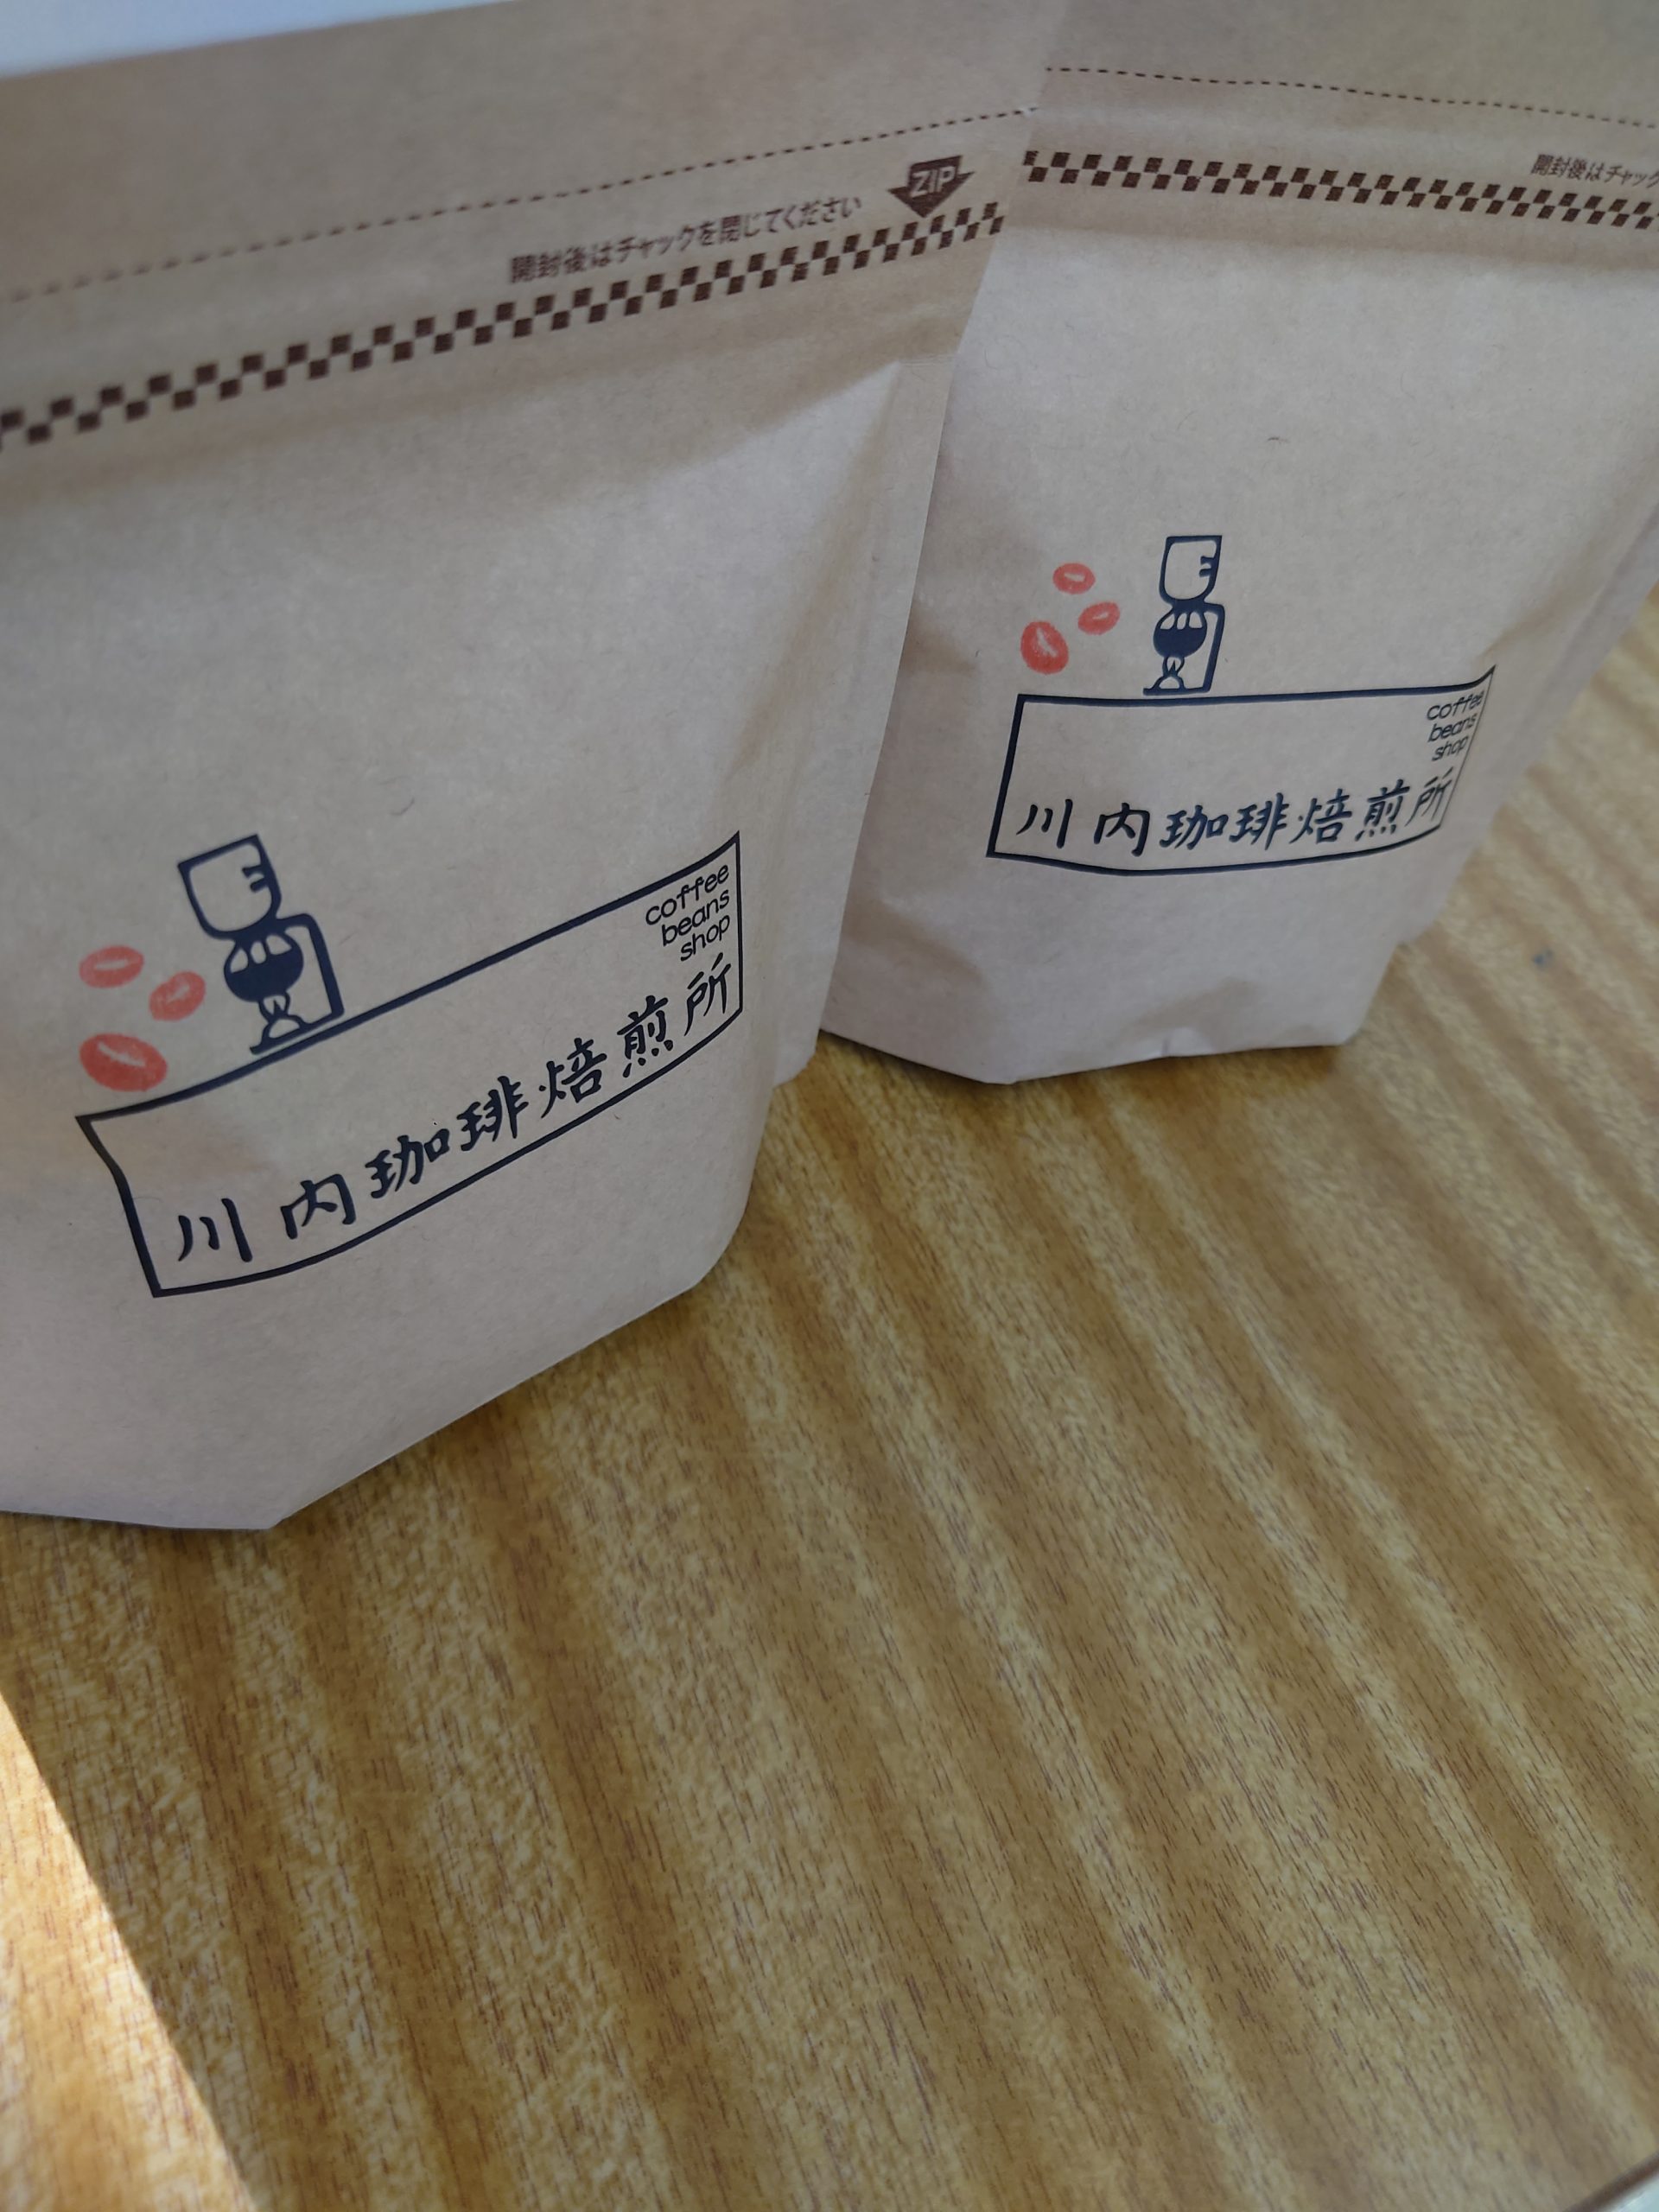 ZIP
開封後はチャックを閉じてください
coffee
beans
shop
川内珈琲焙煎所
開封後はチャック
coffee
beans
shop
川内珈琲焙煎所